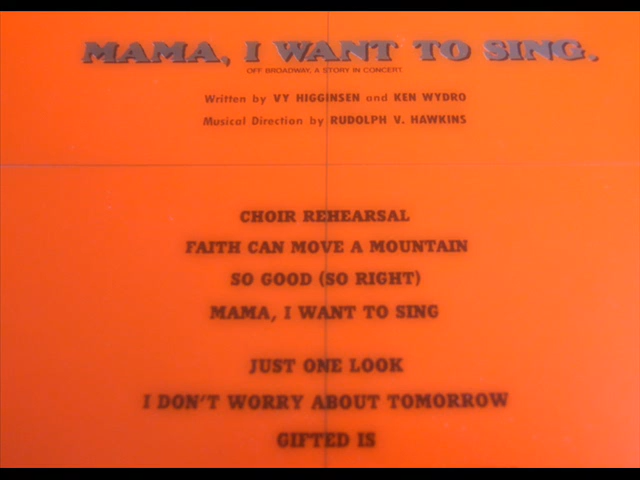 MAMA, I WANT TO SING.
OFF BROADWAY, A STORY IN CONCERT
Written by VY HIGGINSEN and KEN WYDRO
Musical Direction by RUDOLPH V. HAWKINS
CHOIR REHEARSAL
FAITH CAN MOVE A MOUNTAIN
SO GOOD (SO RIGHT)
MAMA, I WANT TO SING
JUST ONE LOOK
I DON'T WORRY ABOUT TOMORROW
GIFTED IS